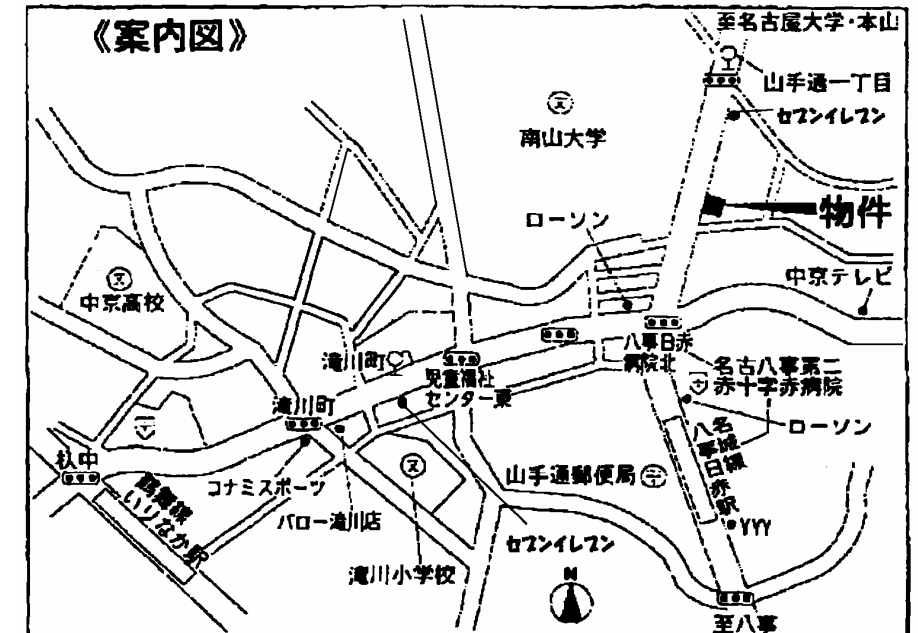 《案内図》
至名古屋大学・本山
山手通一丁目
セブンイレブン
文
南山大学
物件
ローソン
中京テレビ
文
中京高校
滝川町
児童福祉
センター東
八事日赤
病院北
名古八事第二
赤十字赤病院
滝川町
ローソン
名城線
八事日赤駅
杁中
コナミスポーツ
文
山手通郵便局
鶴舞線
いりなか駅
バロー滝川店
YYY
セブンイレブン
滝川小学校
N
至八事